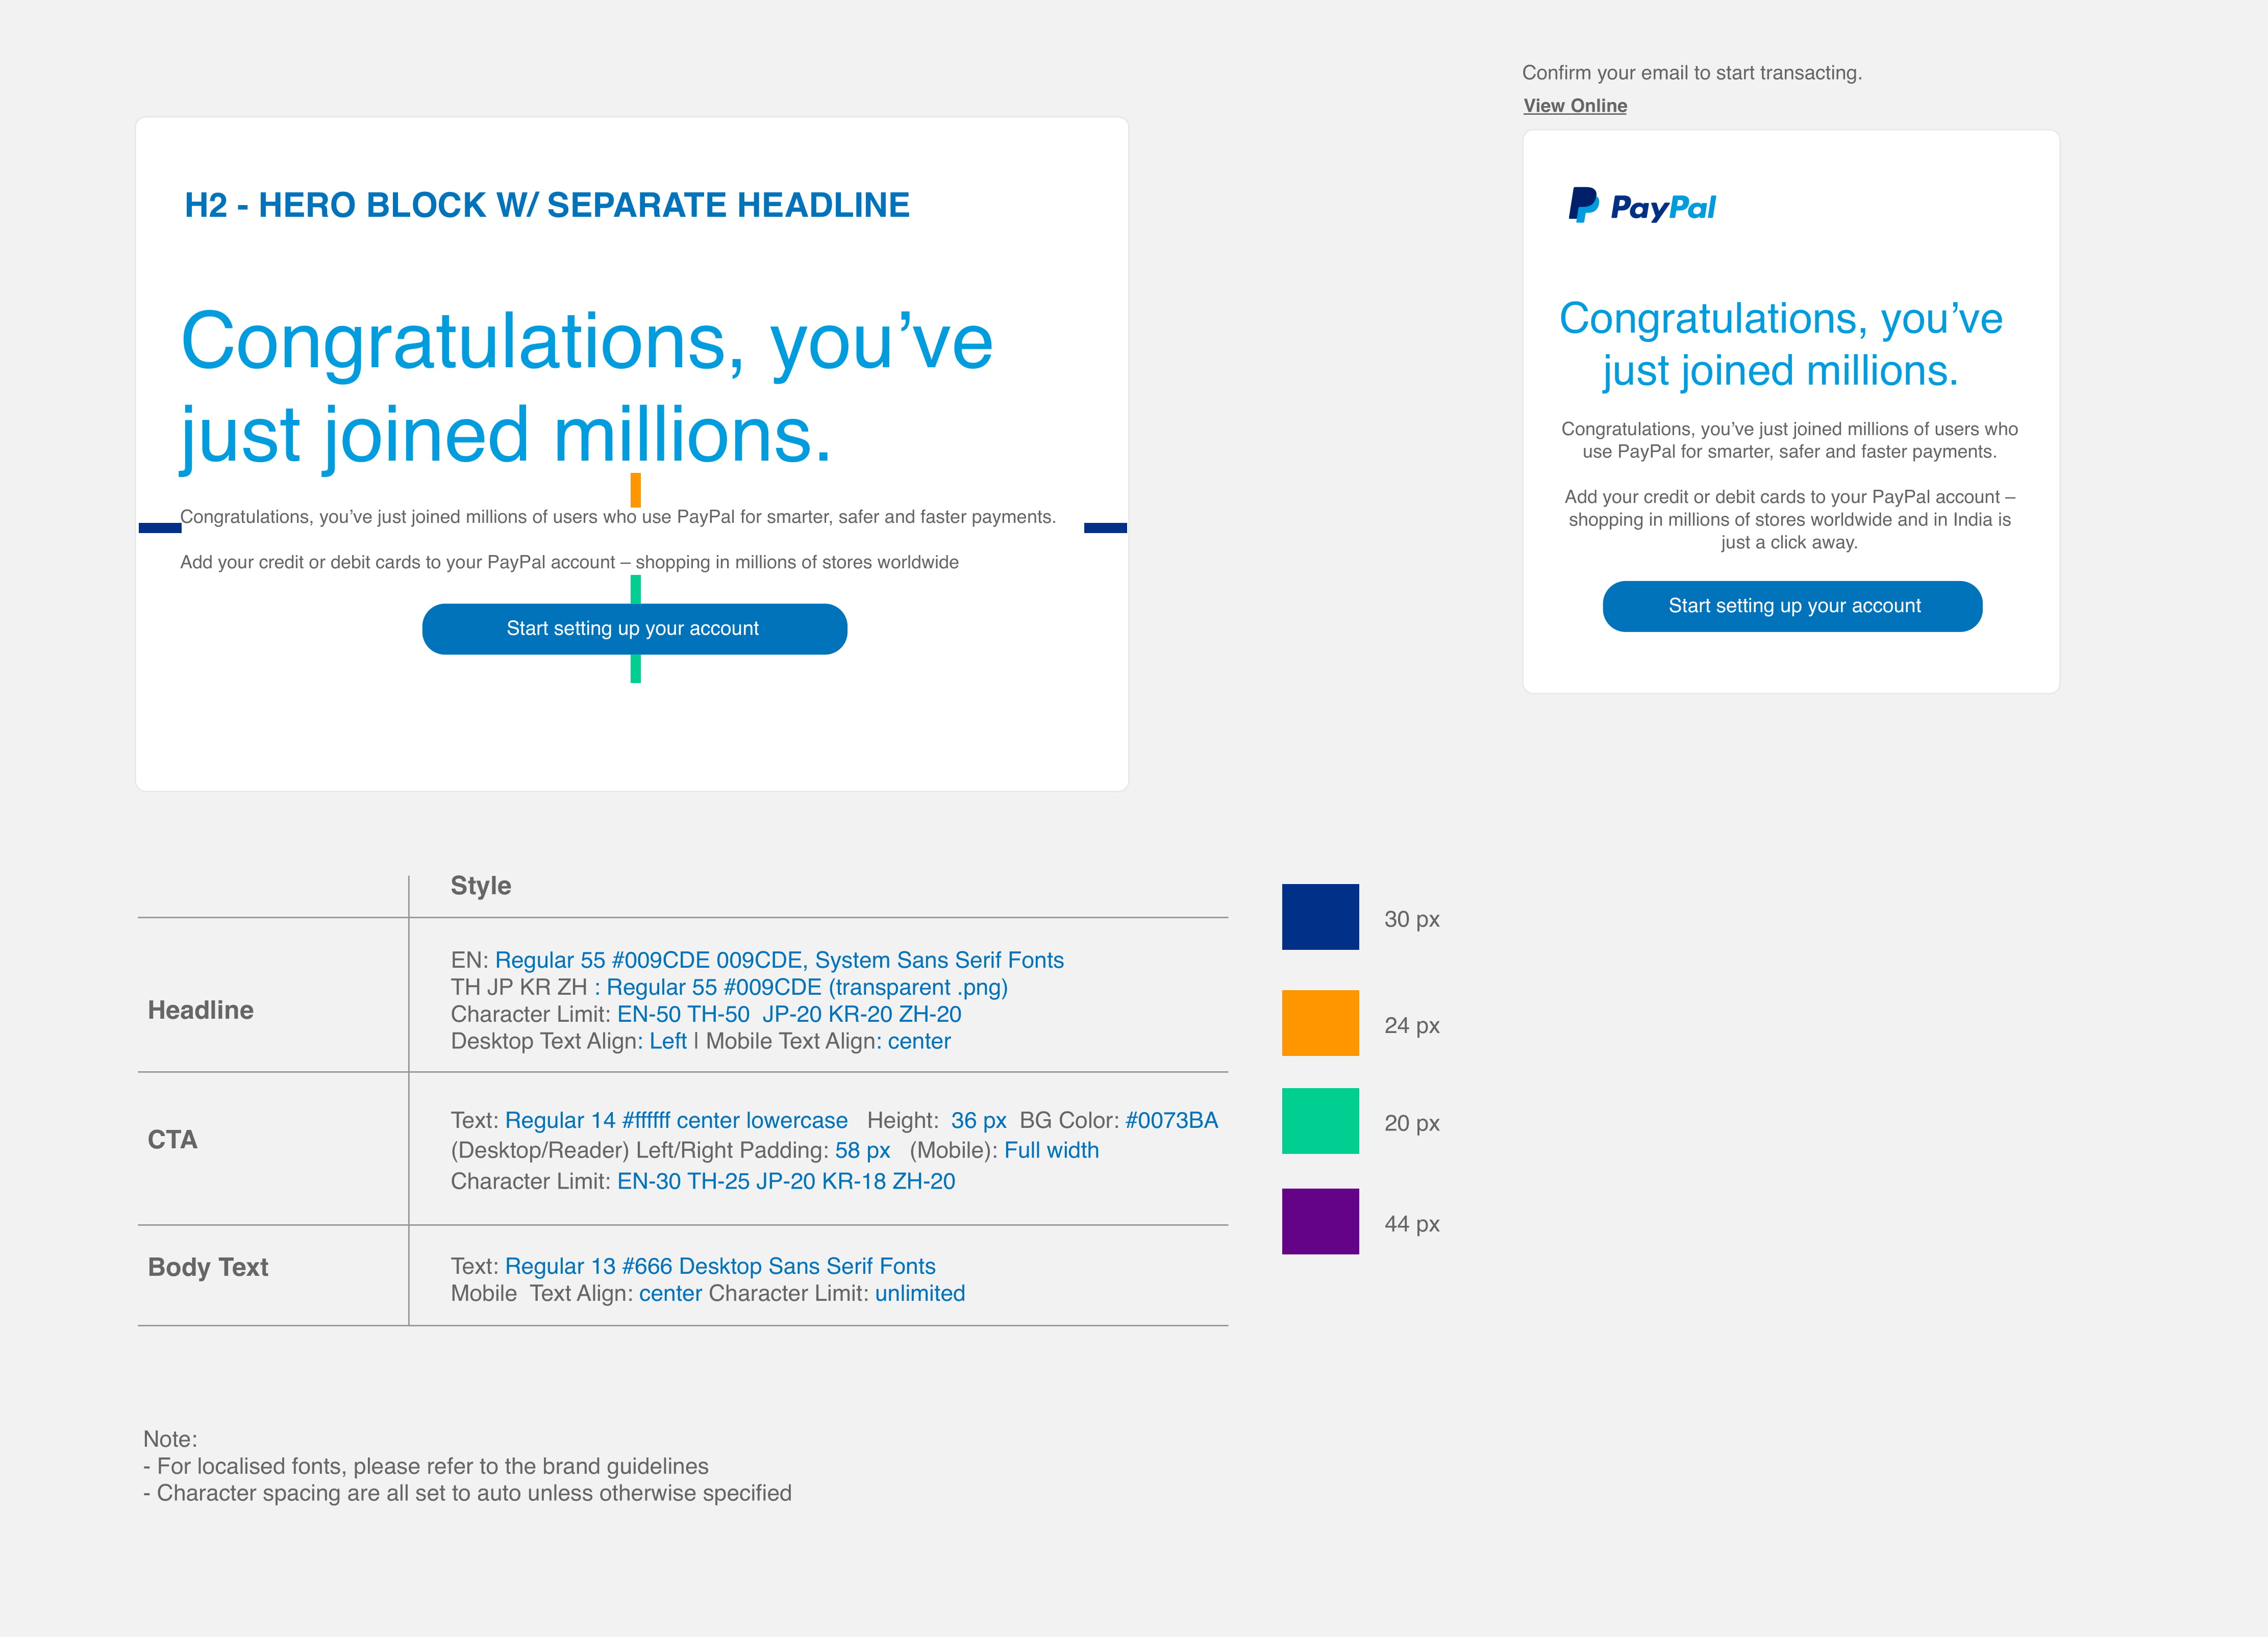 Confirm your email to start transacting.
View Online
H2 - HERO BLOCK W/ SEPARATE HEADLINE
Congratulations, you’ve
just joined millions.
Congratulations, you’ve just joined millions of users who use PayPal for smarter, safer and faster payments.
Add your credit or debit cards to your PayPal account – shopping in millions of stores worldwide
Start setting up your account
PayPal
Congratulations, you’ve
just joined millions.
Congratulations, you’ve just joined millions of users who
use PayPal for smarter, safer and faster payments.
Add your credit or debit cards to your PayPal account –
shopping in millions of stores worldwide and in India is
just a click away.
Start setting up your account
Style
Headline
EN: Regular 55 #009CDE 009CDE, System Sans Serif Fonts
TH JP KR ZH : Regular 55 #009CDE (transparent .png)
Character Limit: EN-50 TH-50  JP-20 KR-20 ZH-20
Desktop Text Align: Left | Mobile Text Align: center
CTA
Text: Regular 14 #ffffff center lowercase   Height:  36 px  BG Color: #0073BA
(Desktop/Reader) Left/Right Padding: 58 px   (Mobile): Full width
Character Limit: EN-30 TH-25 JP-20 KR-18 ZH-20
Body Text
Text: Regular 13 #666 Desktop Sans Serif Fonts
Mobile  Text Align: center Character Limit: unlimited
30 px
24 px
20 px
44 px
Note:
- For localised fonts, please refer to the brand guidelines
- Character spacing are all set to auto unless otherwise specified